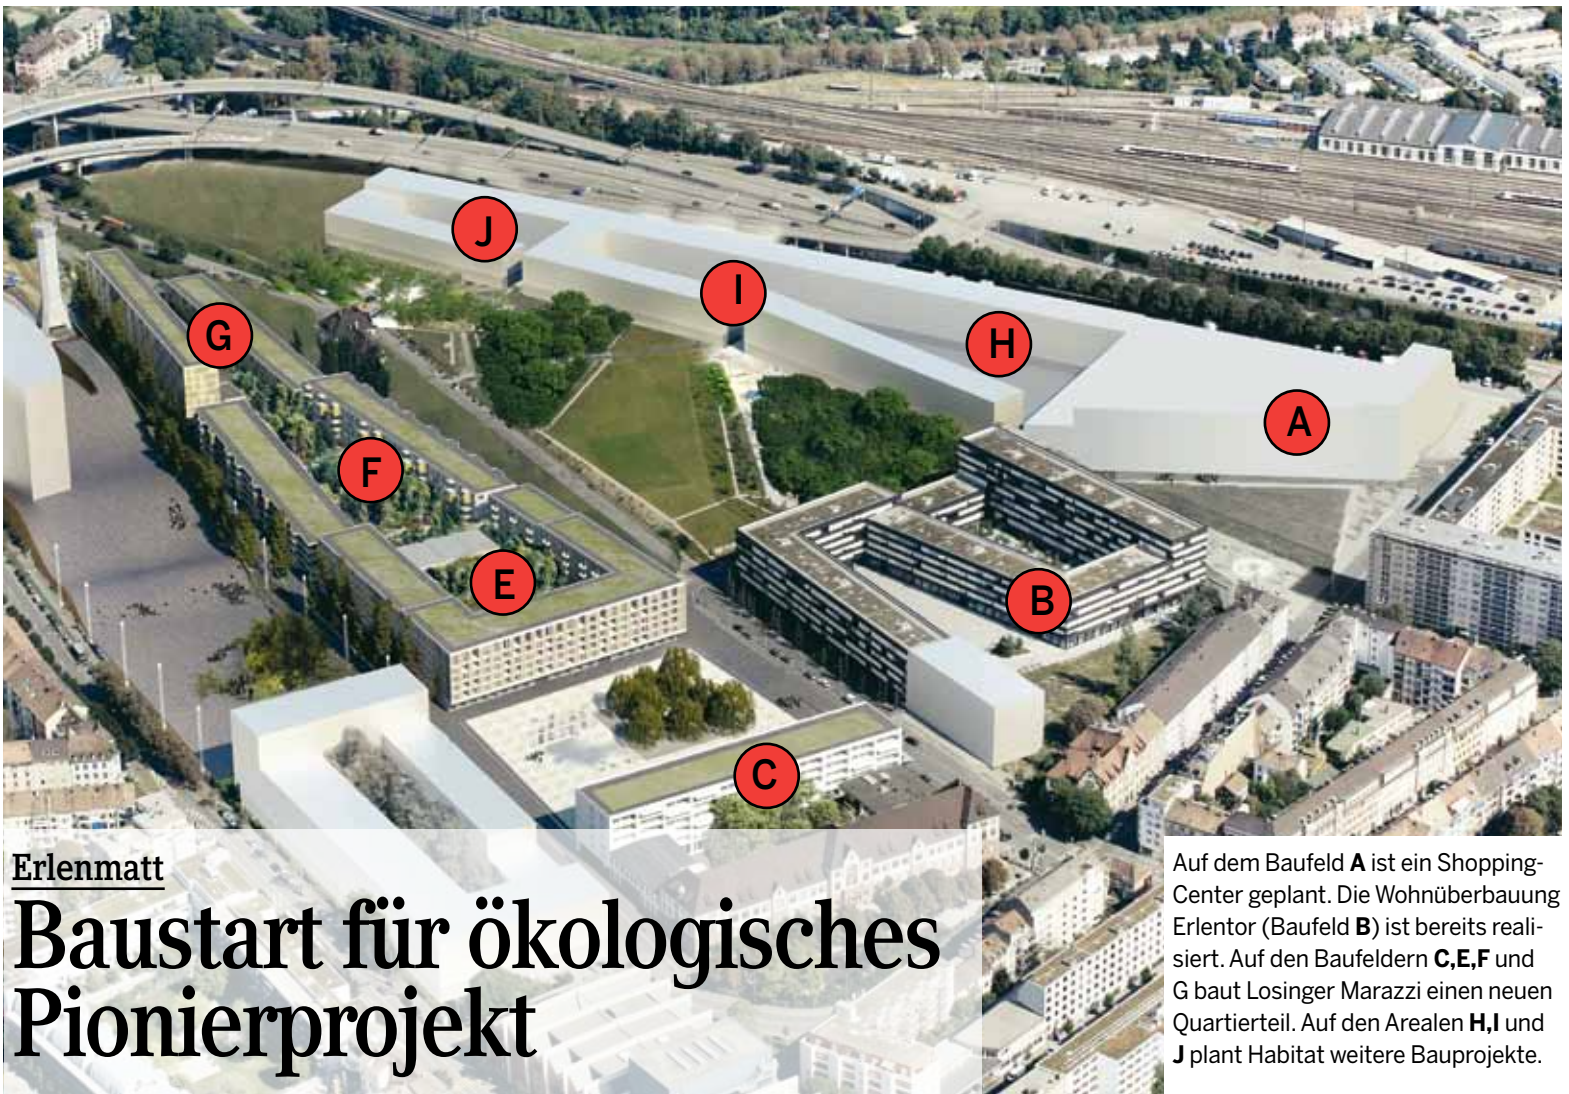 J
I
G
H
A
F
E
B
C
Erlenmatt
Baustart für ökologisches
Pionierprojekt
Auf dem Baufeld A ist ein Shopping-
Center geplant. Die Wohnüberbauung
Erlentor (Baufeld B) ist bereits reali-
siert. Auf den Baufeldern C,E,F und
G baut Losinger Marazzi einen neuen
Quartierteil. Auf den Arealen H,I und
J plant Habitat weitere Bauprojekte.